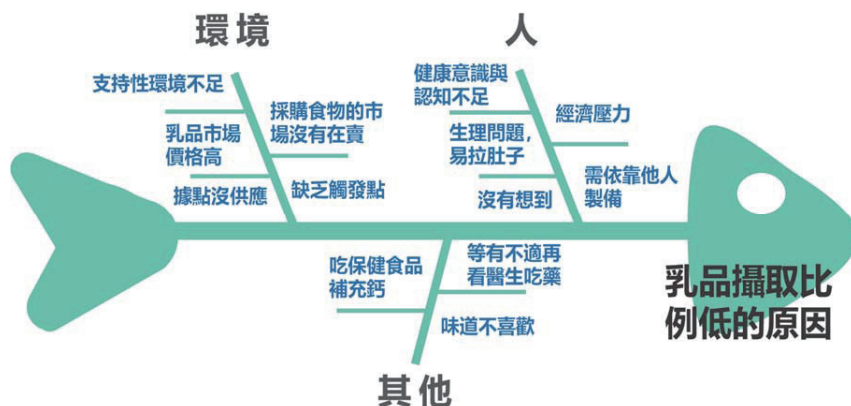 環境
支持性環境不足
採購食物的市
場沒有在賣
乳品市場
價格高
據點沒供應
缺乏觸發點
人
健康意識與
認知不足
經濟壓力
生理問題，
易拉肚子
沒有想到
需依靠他人
製備
吃保健食品
補充鈣
等有不適再
看醫生吃藥
味道不喜歡
其他
乳品攝取比
例低的原因